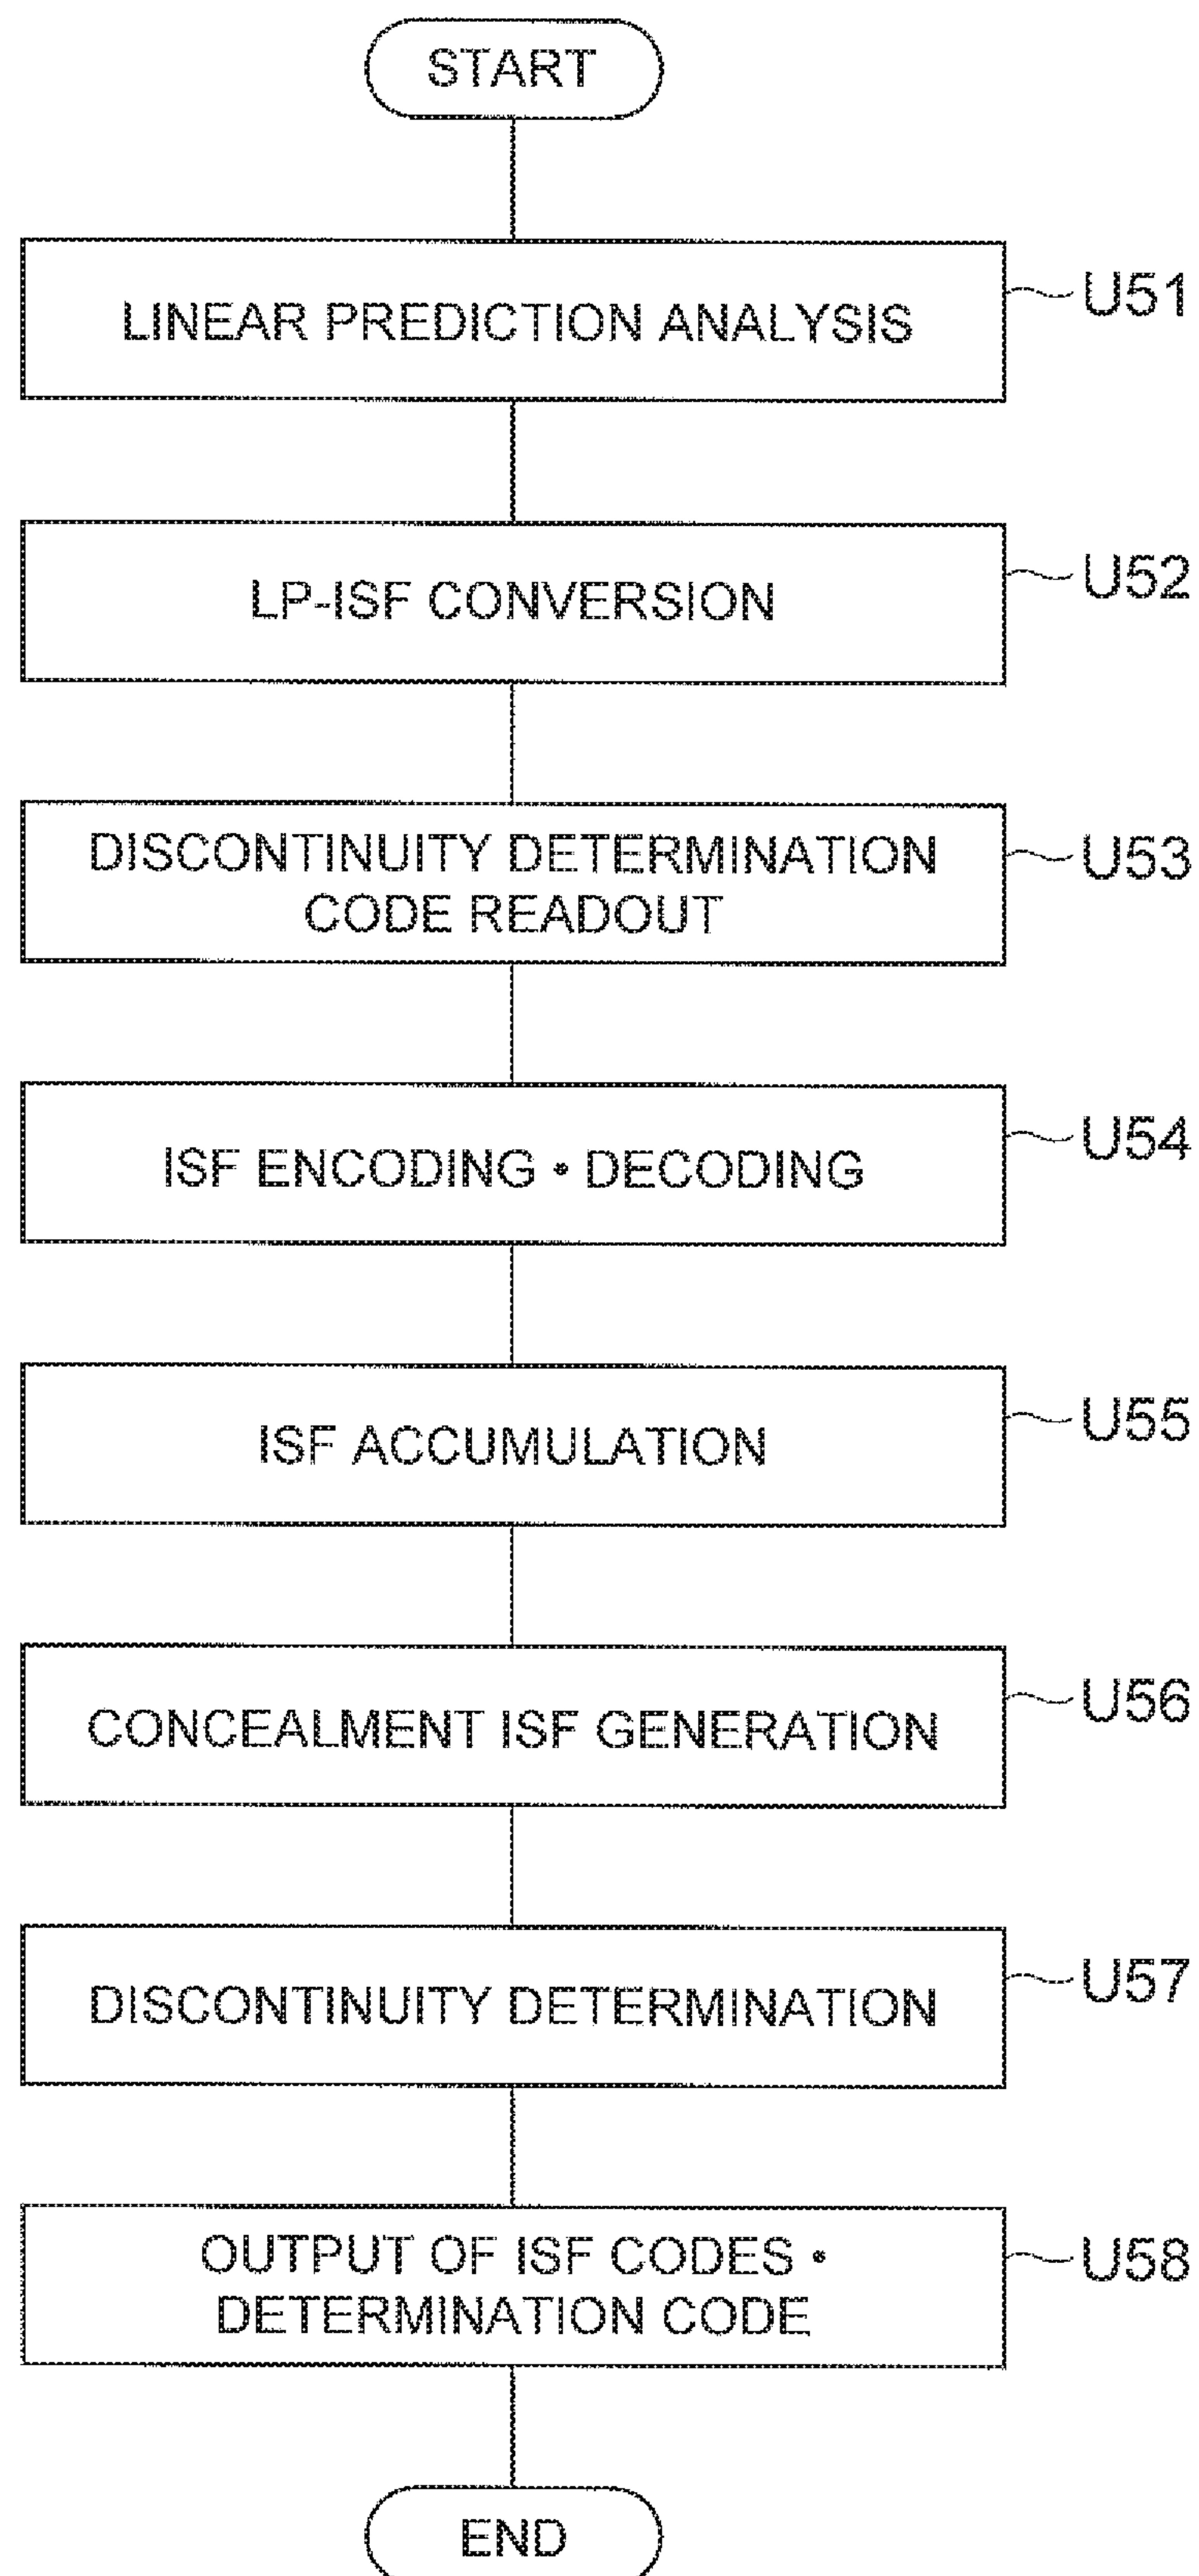 START
LINEAR PREDICTION ANALYSIS
U51
LP-ISF CONVERSION
U52
DISCONTINUITY DETERMINATION
CODE READOUT
U53
ISF ENCODING • DECODING
U54
ISF ACCUMULATION
U55
CONCEALMENT ISF GENERATION
U56
DISCONTINUITY DETERMINATION
U57
OUTPUT OF ISF CODES •
DETERMINATION CODE
U58
END